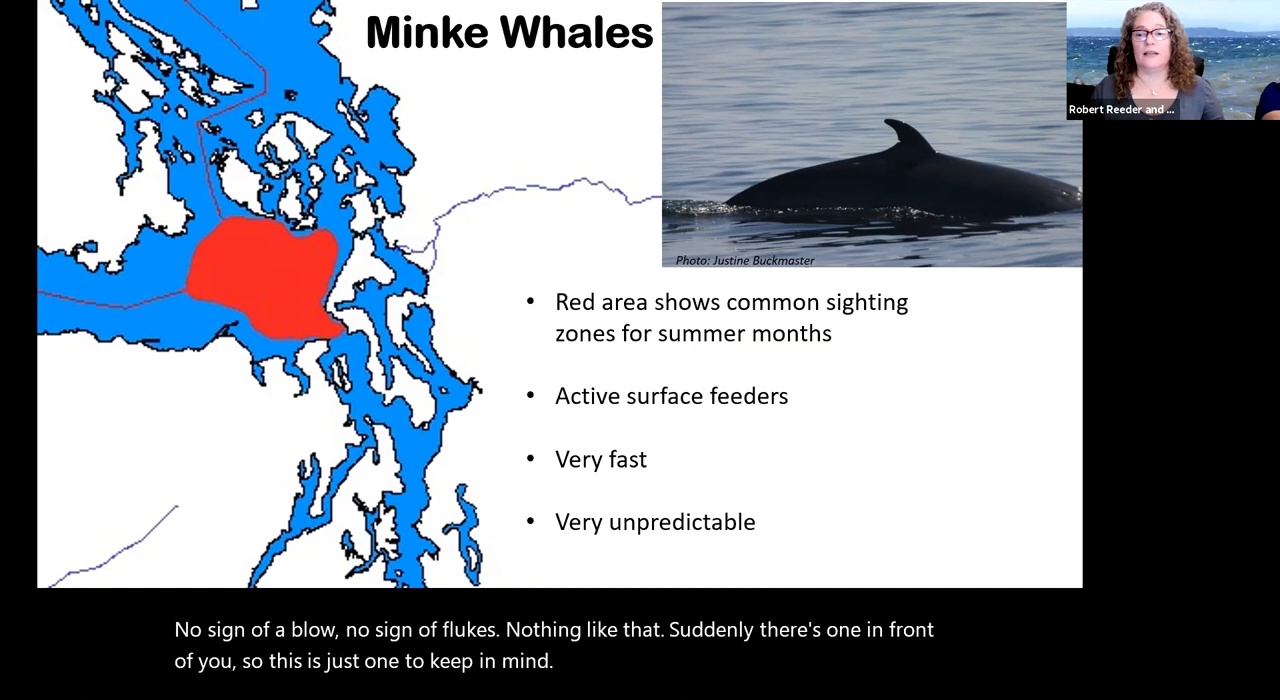 Minke Whales
Robert Reeder and ...
Photo: Justine Buckmaster
• Red area shows common sighting
zones for summer months
• Active surface feeders
• Very fast
• Very unpredictable
No sign of a blow, no sign of flukes. Nothing like that. Suddenly there's one in front
of you, so this is just one to keep in mind.